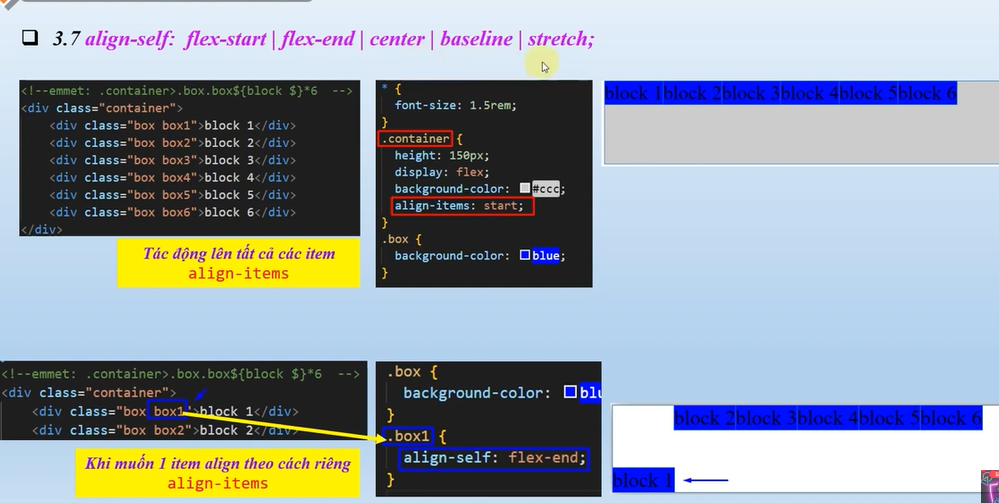 3.7 align-self: flex-start | flex-end | center | baseline | stretch;
<!--emmet: .container>.box.box${block $}*6 -->
<div class="container">
<div class="box box1">block 1</div>
<div class="box box2">block 2</div>
<div class="box box3">block 3</div>
<div class="box box4">block 4</div>
<div class="box box5">block 5</div>
<div class="box box6">block 6</div>
</div>
Tác động lên tất cả các item
align-items
* {
font-size: 1.5rem;
}
.container {
height: 150px;
display: flex;
background-color: #ccc;
align-items: start;
}
.box {
background-color: blue;
}
block 1block 2block 3block 4block 5block 6
<!--emmet: .container>.box.box${block $}*6 -->
<div class="container">
<div class="box box1">block 1</div>
<div class="box box2">block 2</div>
Khi muốn 1 item align theo cách riêng
align-items
.box {
background-color: blu
}
.box1 {
align-self: flex-end;
}
block 2block 3block 4block 5block 6
block 1